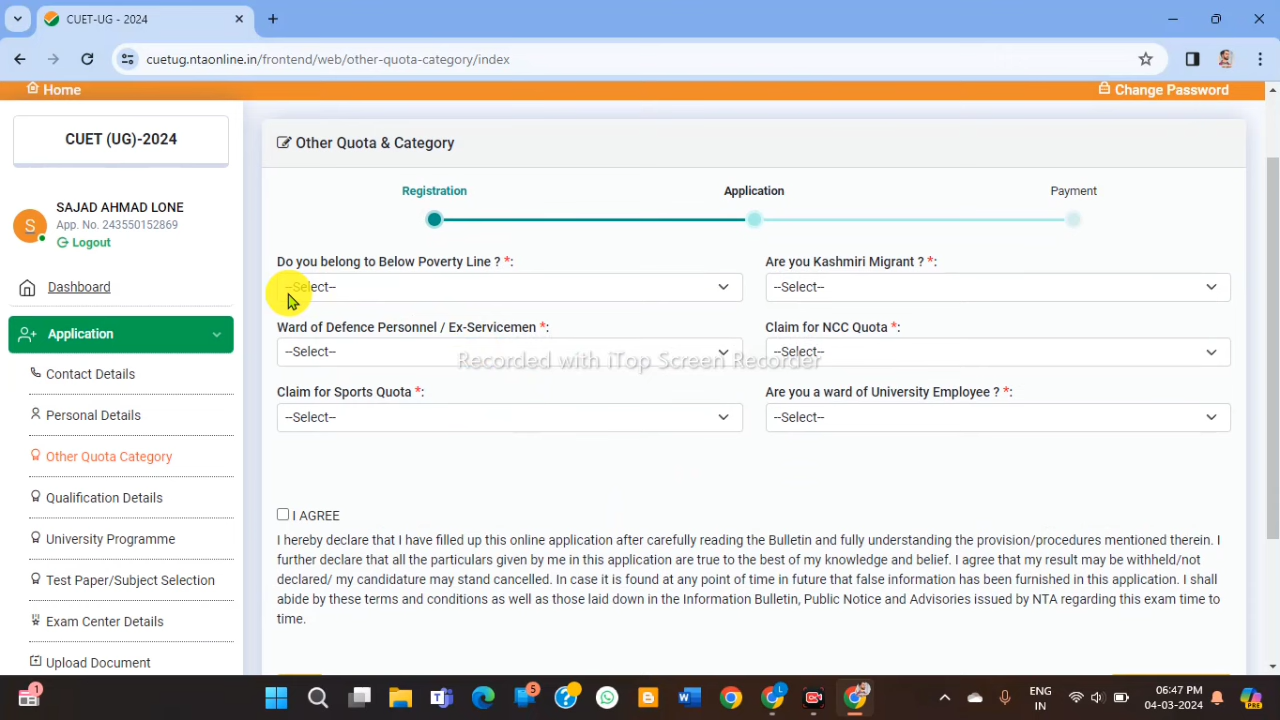 CUET-UG - 2024
cuetug.ntaonline.in/frontend/web/other-quota-category/index
Home
Change Password
CUET (UG)-2024
SAJAD AHMAD LONE
App. No. 243550152869
Logout
Dashboard
Application
Contact Details
Personal Details
Other Quota Category
Qualification Details
University Programme
Test Paper/Subject Selection
Exam Center Details
Upload Document
Other Quota & Category
Registration
Application
Payment
Do you belong to Below Poverty Line ? *:
--Select--
Are you Kashmiri Migrant ? *:
--Select--
Ward of Defence Personnel / Ex-Servicemen *:
--Select--
Claim for NCC Quota *:
--Select--
Recorded with iTop Screen Recorder
Claim for Sports Quota *:
--Select--
Are you a ward of University Employee ? *:
--Select--
I AGREE
I hereby declare that I have filled up this online application after carefully reading the Bulletin and fully understanding the provision/procedures mentioned therein. I
further declare that all the particulars given by me in this application are true to the best of my knowledge and belief. I agree that my result may be withheld/not
declared/ my candidature may stand cancelled. In case it is found at any point of time in future that false information has been furnished in this application. I shall
abide by these terms and conditions as well as those laid down in the Information Bulletin, Public Notice and Advisories issued by NTA regarding this exam time to
time.
1
5
?
L
ENG
IN
06:47 PM
04-03-2024
PRE
S